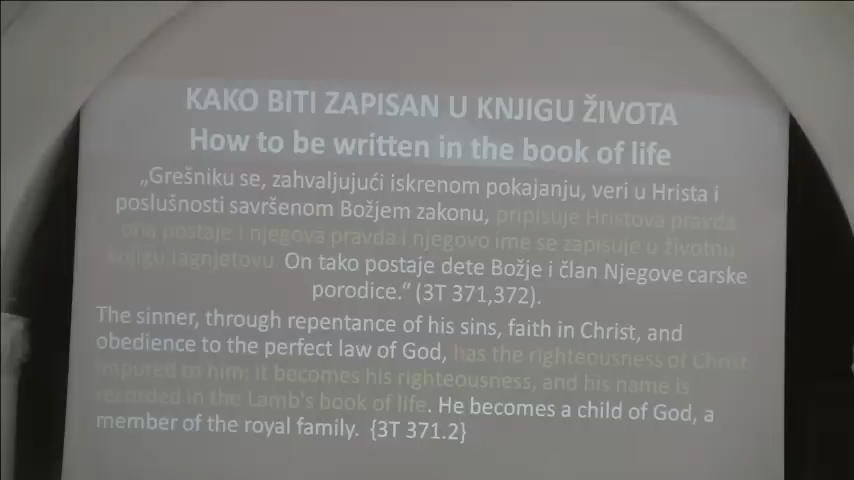 KAKO BITI ZAPISAN U KNJIGU ŽIVOTA
How to be written in the book of life
„Grešniku se, zahvaljujući iskrenom pokajanju, veri u Hrista i
poslušnosti savršenom Božjem zakonu, pripisuje Hristova pravda
ona postaje i njegova pravda i njegovo ime se zapisuje u životnu
knjigu Jagnjetovu. On tako postaje dete Božje i član Njegove carske
porodice.“ (3T 371,372).
The sinner, through repentance of his sins, faith in Christ, and
obedience to the perfect law of God, has the righteousness of Christ
imputed to him; it becomes his righteousness, and his name is
recorded in the Lamb's book of life. He becomes a child of God, a
member of the royal family. {3T 371.2}